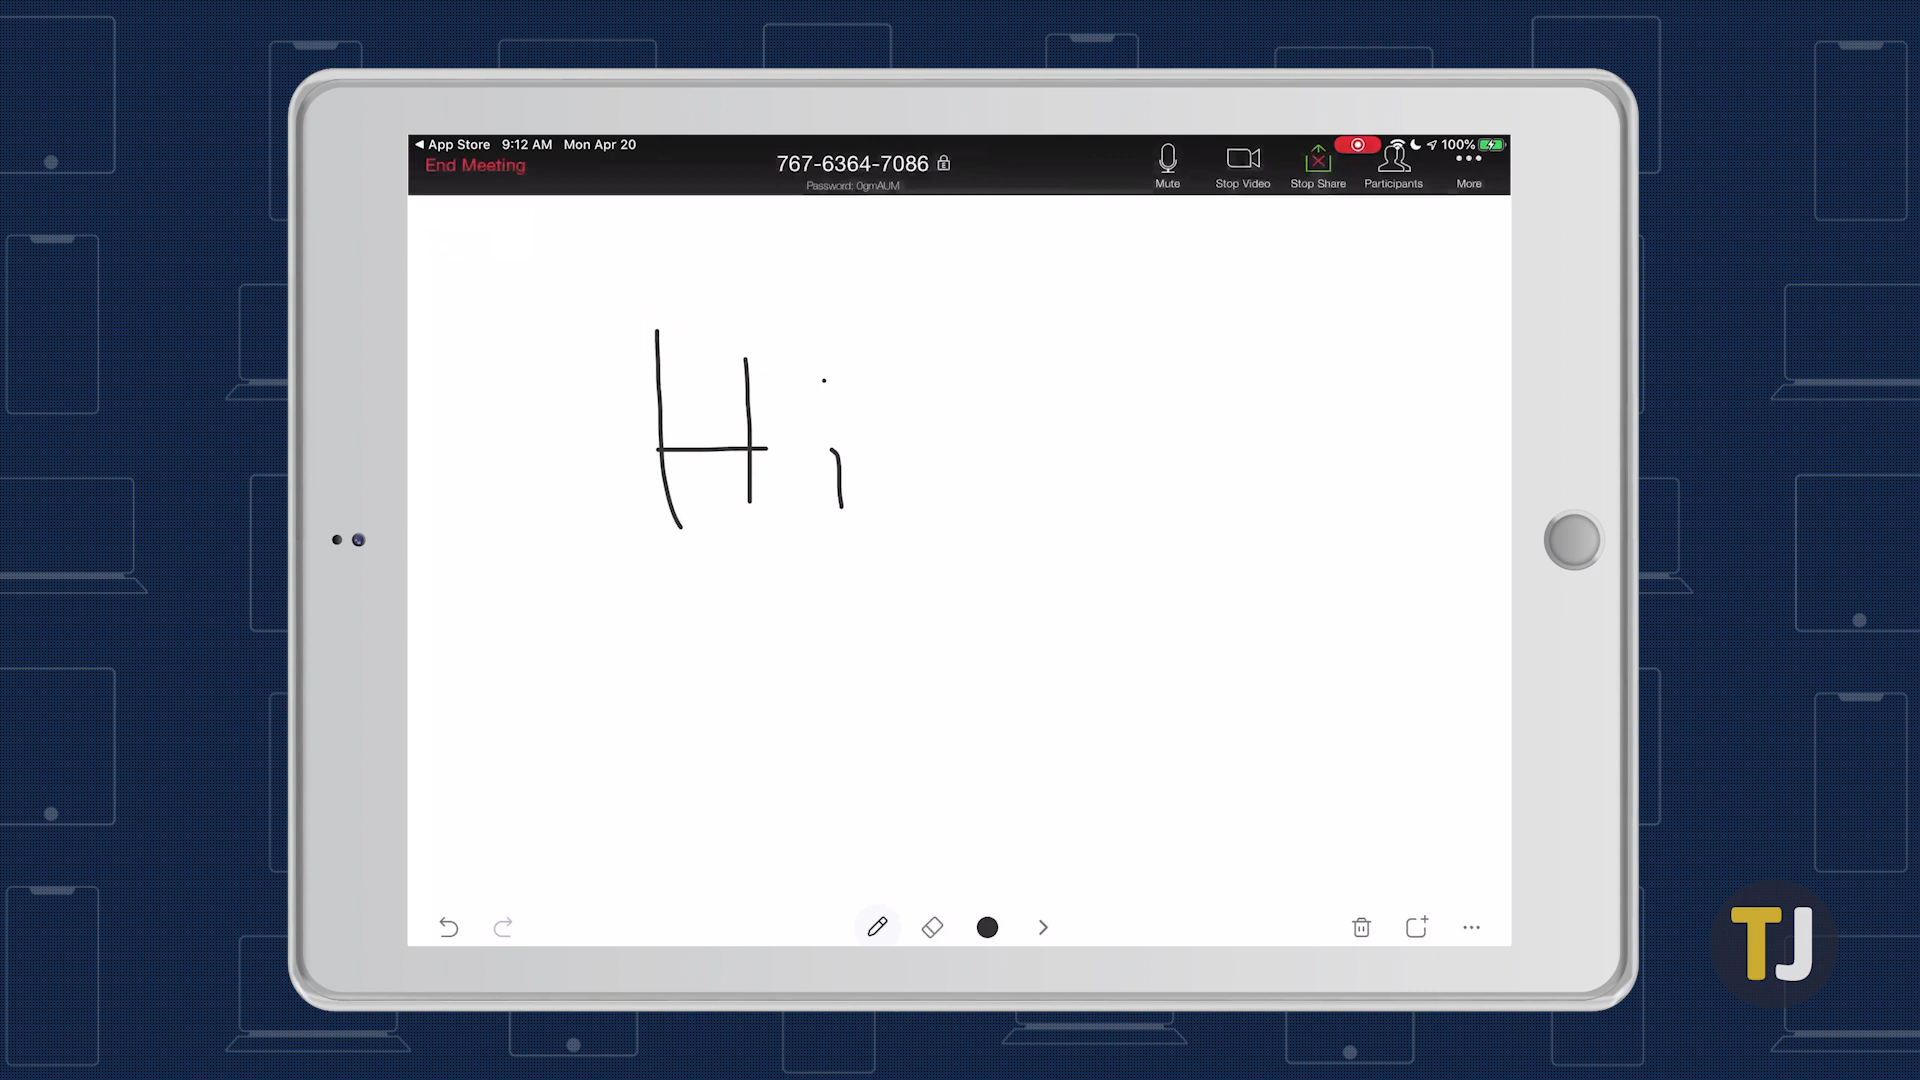 App Store 9:12 AM Mon Apr 20 100%
End Meeting
767-6364-7086
Password: 0gmAUM
Mute Stop Video Stop Share Participants More
Hi
TJ